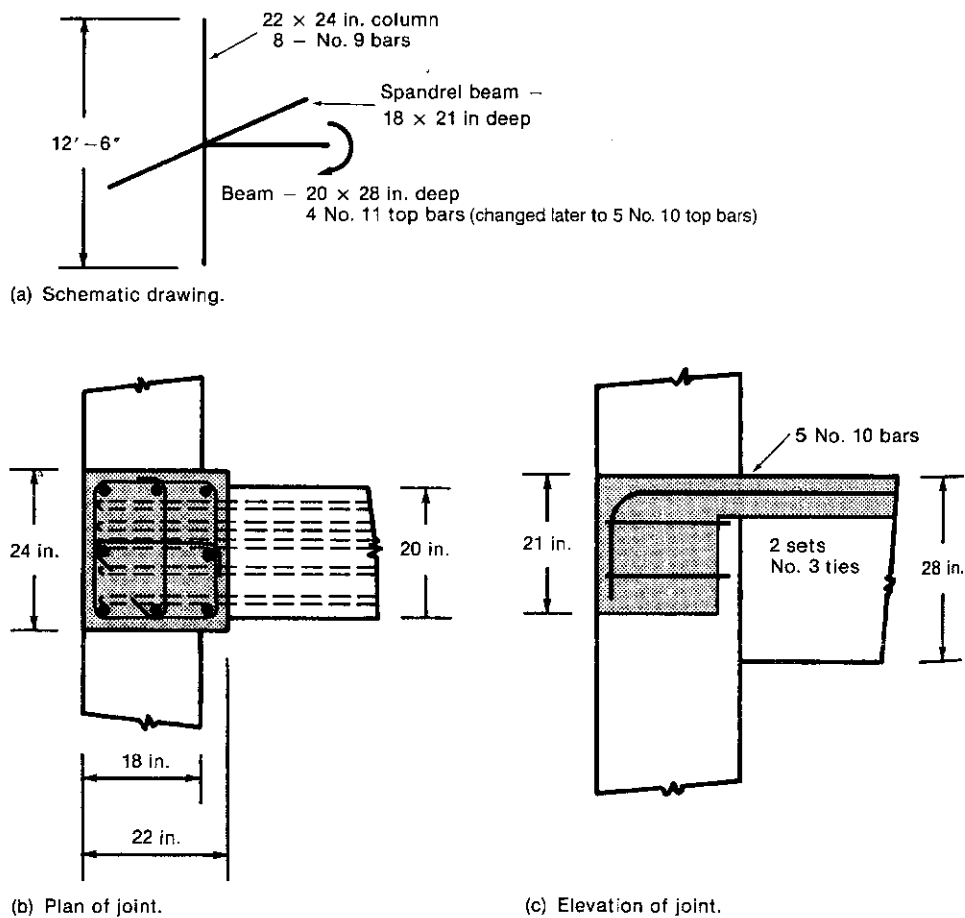 22 × 24 in. column
8 – No. 9 bars
Spandrel beam –
18 × 21 in deep
12′–6″
Beam – 20 × 28 in. deep
4 No. 11 top bars (changed later to 5 No. 10 top bars)
(a) Schematic drawing.
5 No. 10 bars
24 in.
20 in.
21 in.
2 sets
No. 3 ties
28 in.
18 in.
22 in.
(b) Plan of joint.
(c) Elevation of joint.